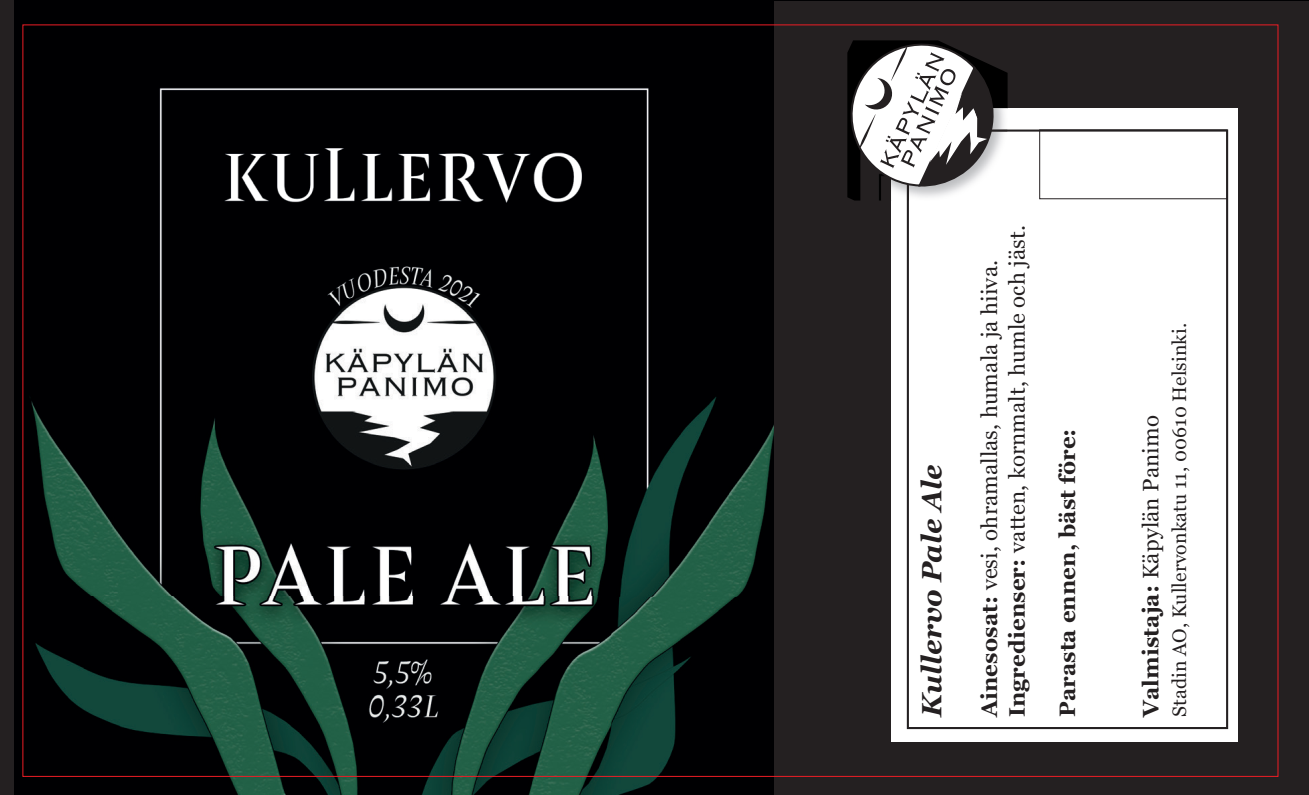 KULLERVO
VUODESTA 2021
KÄPYLÄN
PANIMO
PALE ALE
5,5%
0,33L
KÄPYLÄN
PANIMO
Kullervo Pale Ale
Ainesosat: vesi, ohramallas, humala ja hiiva.
Ingredienser: vatten, kornmalt, humle och jäst.
Parasta ennen, bäst före:
Valmistaja: Käpylän Panimo
Stadin AO, Kullervonkatu 11, 00610 Helsinki.